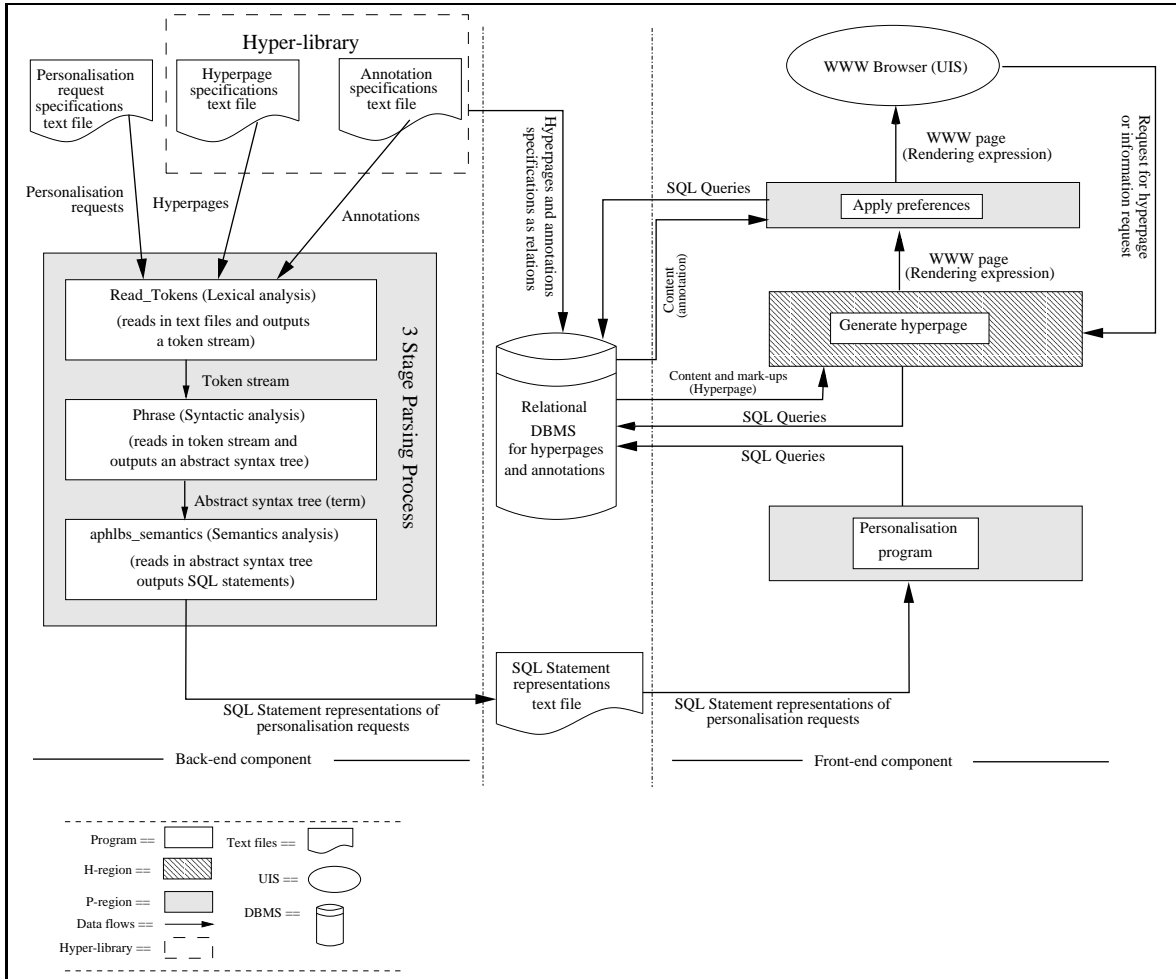 Hyper-library
Personalisation
request
specifications
text file
Hyperpage
specifications
text file
Annotation
specifications
text file
Personalisation
requests
Hyperpages
Annotations
Read_Tokens (Lexical analysis)
(reads in text files and outputs
a token stream)
Token stream
Phrase (Syntactic analysis)
(reads in token stream and
outputs an abstract syntax tree)
Abstract syntax tree (term)
aphlbs_semantics (Semantics analysis)
(reads in abstract syntax tree
outputs SQL statements)
3 Stage Parsing Process
SQL Statement representations of
personalisation requests
Back-end component
Hyperpages and annotations
specifications as relations
Relational
DBMS
for hyperpages
and annotations
SQL Statement
representations
text file
WWW Browser (UIS)
WWW page
(Rendering expression)
Request for hyperpage
or information request
SQL Queries
Apply preferences
Content
(annotation)
WWW page
(Rendering expression)
Generate hyperpage
Content and mark-ups
(Hyperpage)
SQL Queries
SQL Queries
Personalisation
program
SQL Statement representations of
personalisation requests
Front-end component
Program ==
Text files ==
H-region ==
UIS ==
P-region ==
DBMS ==
Data flows ==
Hyper-library ==